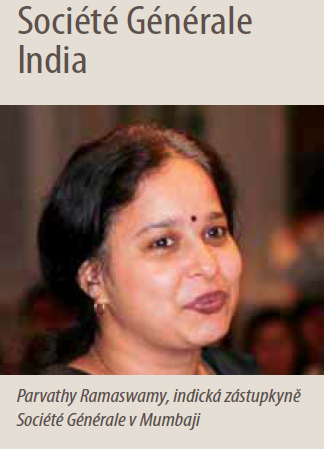 Société Générale
India
Parvathy Ramaswamy, indická zástupkyně
Société Générale v Mumbaji